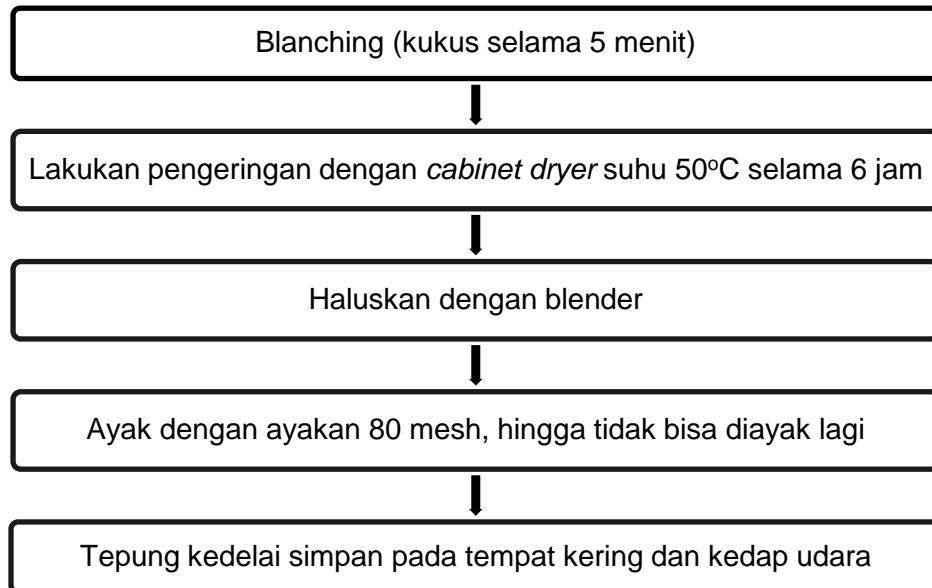 Blanching (kukus selama 5 menit)
Lakukan pengeringan dengan cabinet dryer suhu 50°C selama 6 jam
Haluskan dengan blender
Ayak dengan ayakan 80 mesh, hingga tidak bisa diayak lagi
Tepung kedelai simpan pada tempat kering dan kedap udara